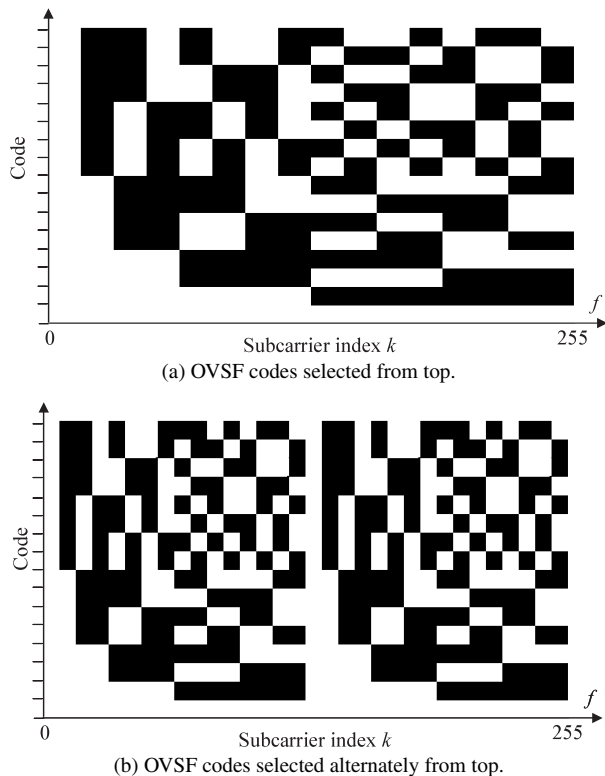 Code
f
0
255
Subcarrier index k
(a) OVSF codes selected from top.
Code
f
0
255
Subcarrier index k
(b) OVSF codes selected alternately from top.